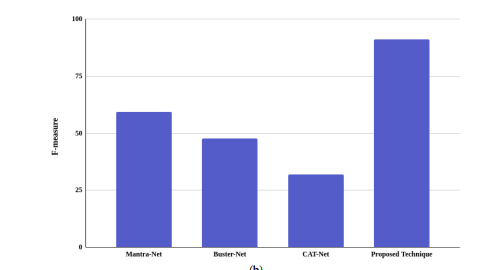 100
75
50
25
0
F-measure
Mantra-Net Buster-Net CAT-Net Proposed Technique
(b)